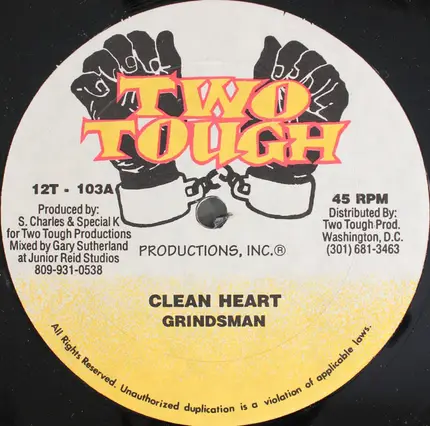 TWO
TOUGH
12T - 103A
Produced by:
S. Charles & Special K
for Two Tough Productions
Mixed by Gary Sutherland
at Junior Reid Studios
809-931-0538
45 RPM
Distributed By:
Two Tough Prod.
Washington, D.C.
(301) 681-3463
PRODUCTIONS, INC.®
CLEAN HEART
GRINDSMAN
All Rights Reserved. Unauthorized duplication is a violation of applicable laws.